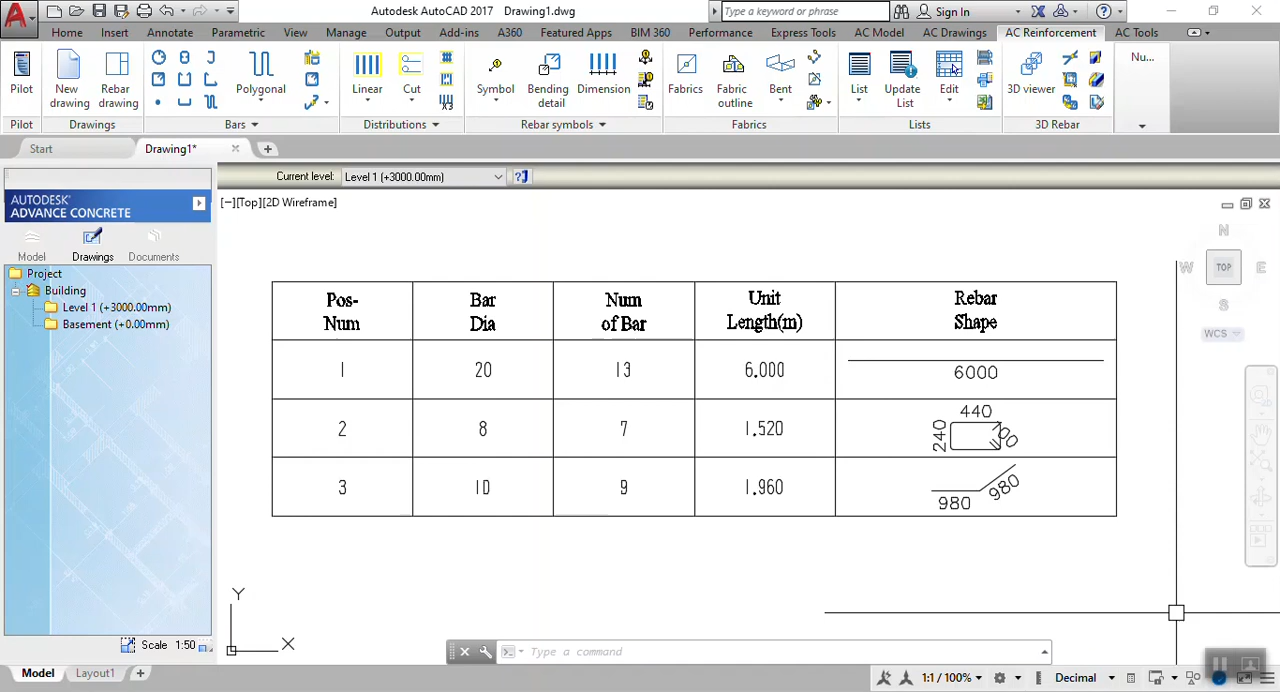 Autodesk AutoCAD 2017 Drawing1.dwg
Type a keyword or phrase
Sign In
Home Insert Annotate Parametric View Manage Output Add-ins A360 Featured Apps BIM 360 Performance Express Tools AC Model AC Drawings AC Reinforcement AC Tools
Pilot
New drawing
Rebar drawing
Polygonal
Linear
Cut
Symbol
Bending detail
Dimension
Fabrics
Fabric outline
Bent
List
Update List
Edit
3D viewer
Nu...
Pilot Drawings Bars Distributions Rebar symbols Fabrics Lists 3D Rebar
Start Drawing1*
Current level: Level 1 (+3000.00mm)
AUTODESK®
ADVANCE CONCRETE
Model Drawings Documents
Project
Building
Level 1 (+3000.00mm)
Basement (+0.00mm)
Scale 1:50
[−][Top][2D Wireframe]
N
W TOP E
S
WCS
Pos-Num Bar Dia Num of Bar Unit Length(m) Rebar Shape
1 20 13 6.000 6000
2 8 7 1.520 440 240 100
3 10 9 1.960 980 980
Y
X
Type a command
Model Layout1
1:1 / 100% Decimal